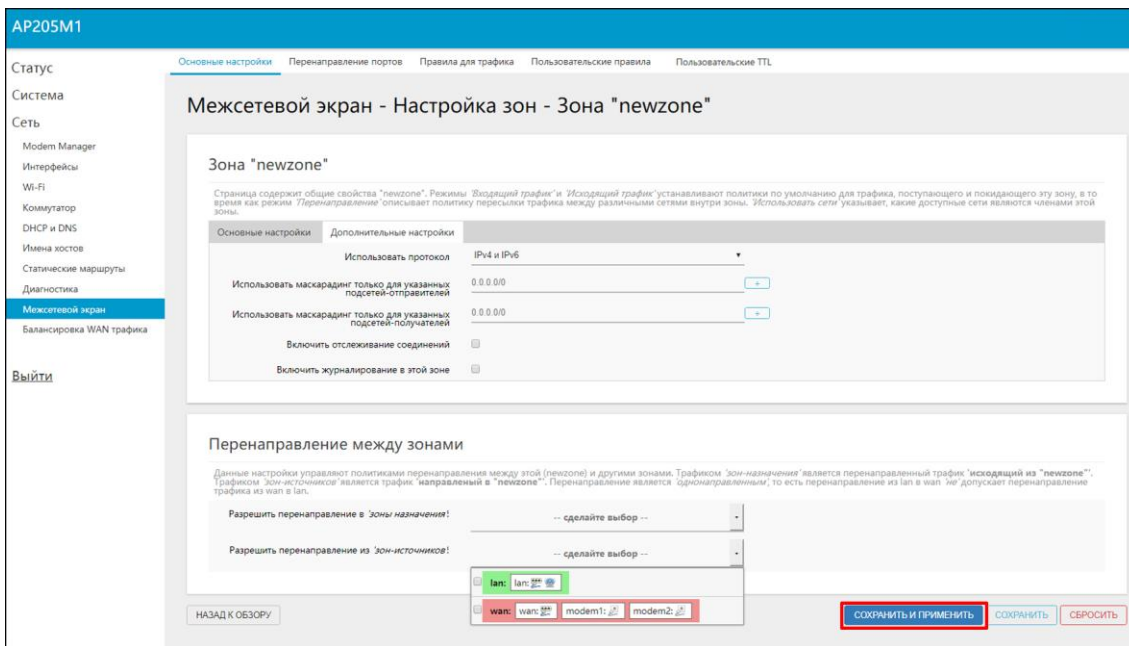 AP205M1
Статус
Система
Сеть
Modem Manager
Интерфейсы
Wi-Fi
Коммутатор
DHCP и DNS
Имена хостов
Статические маршруты
Диагностика
Межсетевой экран
Балансировка WAN трафика
Выйти
Основные настройки Перенаправление портов Правила для трафика Пользовательские правила Пользовательские TTL
Межсетевой экран - Настройка зон - Зона "newzone"
Зона "newzone"
Страница содержит общие свойства "newzone". Режимы 'Входящий трафик' и 'Исходящий трафик' устанавливают политики по умолчанию для трафика, поступающего и покидающего эту зону, в то
время как режим 'Перенаправление' описывает политику пересылки трафика между различными сетями внутри зоны. 'Использовать сети' указывает, какие доступные сети являются членами этой
зоны.
Основные настройки Дополнительные настройки
Использовать протокол IPv4 и IPv6
Использовать маскарадинг только для указанных
подсетей-отправителей 0.0.0.0/0 +
Использовать маскарадинг только для указанных
подсетей-получателей 0.0.0.0/0 +
Включить отслеживание соединений
Включить журналирование в этой зоне
Перенаправление между зонами
Данные настройки управляют политиками перенаправления между этой (newzone) и другими зонами. Трафиком 'зон-назначения' является перенаправленный трафик 'исходящий из "newzone"'.
Трафиком 'зон-источников' является трафик 'направленый в "newzone"'. Перенаправление является 'однонаправленным', то есть перенаправление из lan в wan 'не' допускает перенаправление
трафика из wan в lan.
Разрешить перенаправление в 'зоны назначения'! -- сделайте выбор --
Разрешить перенаправление из 'зон-источников'! -- сделайте выбор --
lan: lan:
wan: wan: modem1: modem2:
НАЗАД К ОБЗОРУ СОХРАНИТЬ И ПРИМЕНИТЬ СОХРАНИТЬ СБРОСИТЬ